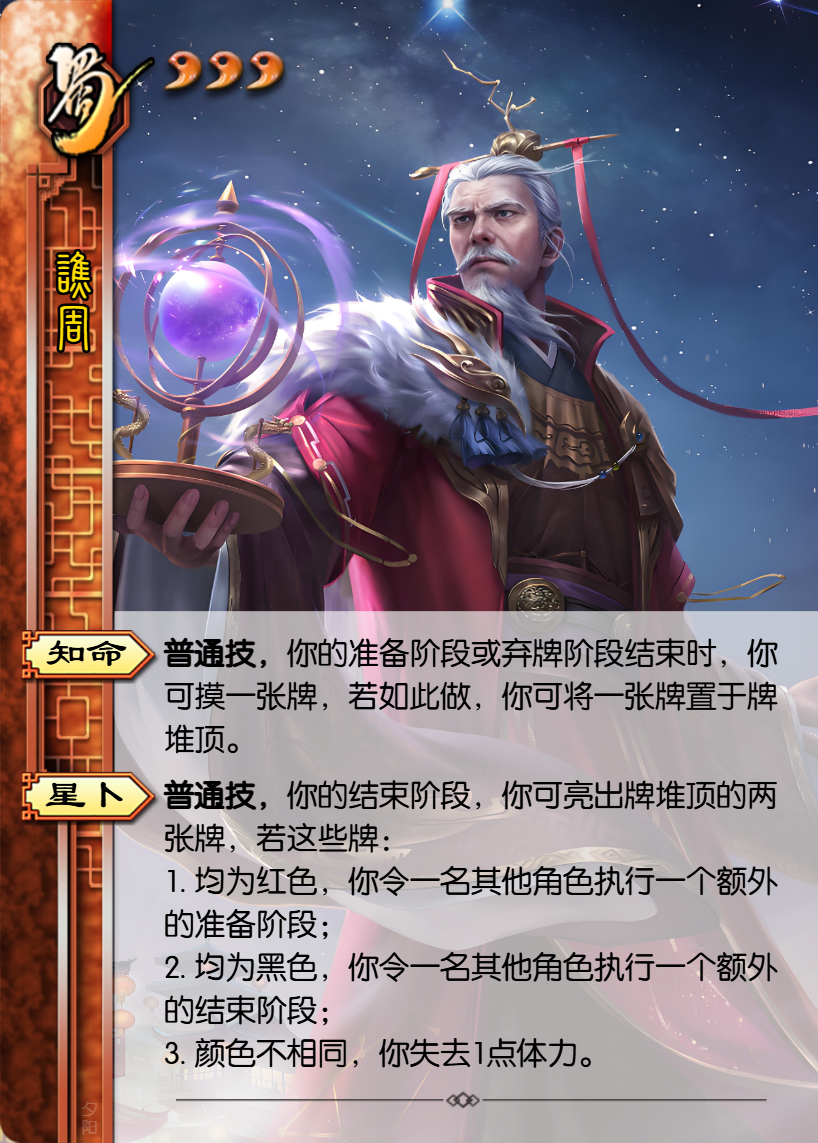 蜀
譙周
知命
普通技，你的准备阶段或弃牌阶段结束时，你
可摸一张牌，若如此做，你可将一张牌置于牌
堆顶。
星卜
普通技，你的结束阶段，你可亮出牌堆顶的两
张牌，若这些牌：
1. 均为红色，你令一名其他角色执行一个额外
的准备阶段；
2. 均为黑色，你令一名其他角色执行一个额外
的结束阶段；
3. 颜色不相同，你失去1点体力。
夕阳